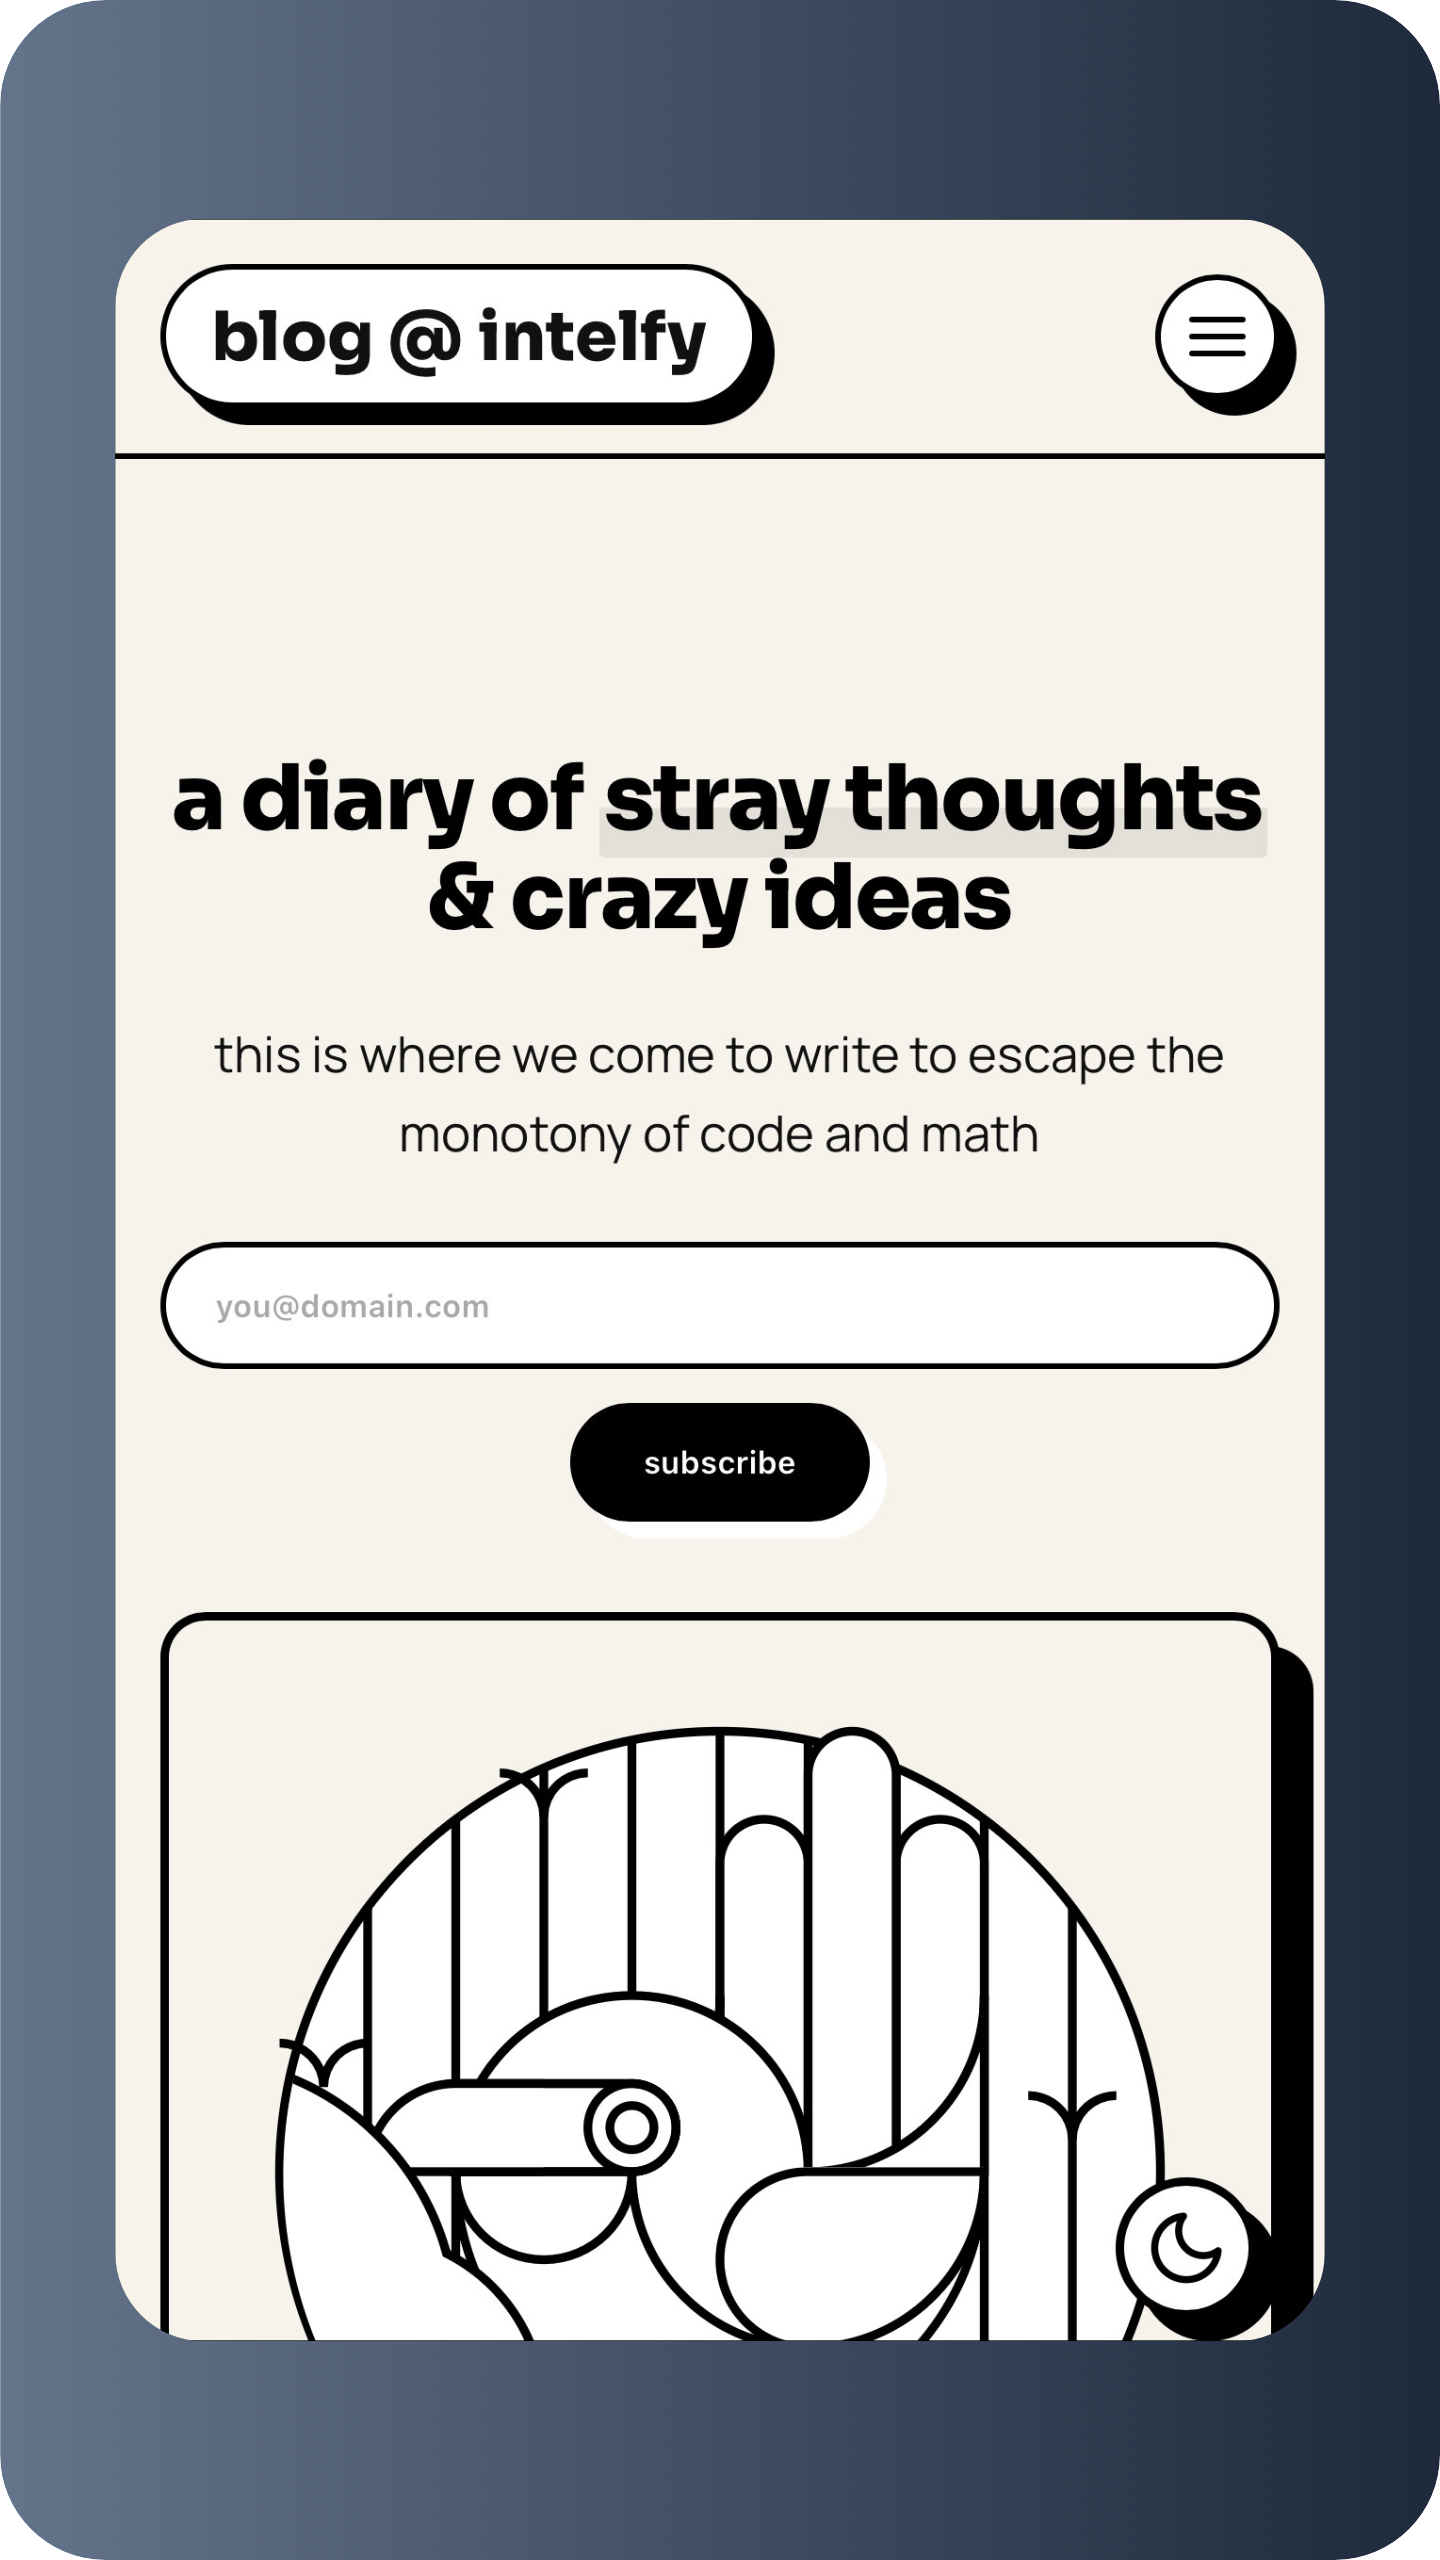 blog @ intelfy
a diary of stray thoughts
& crazy ideas
this is where we come to write to escape the
monotony of code and math
you@domain.com
subscribe